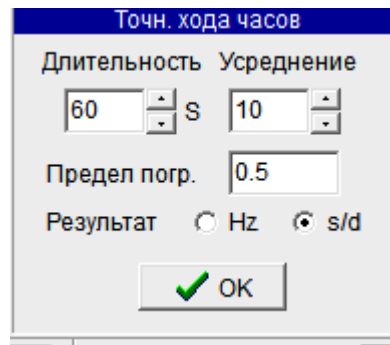 Точн. хода часов
Длительность Усреднение
60 S 10
Предел погр. 0.5
Результат Hz s/d
OK